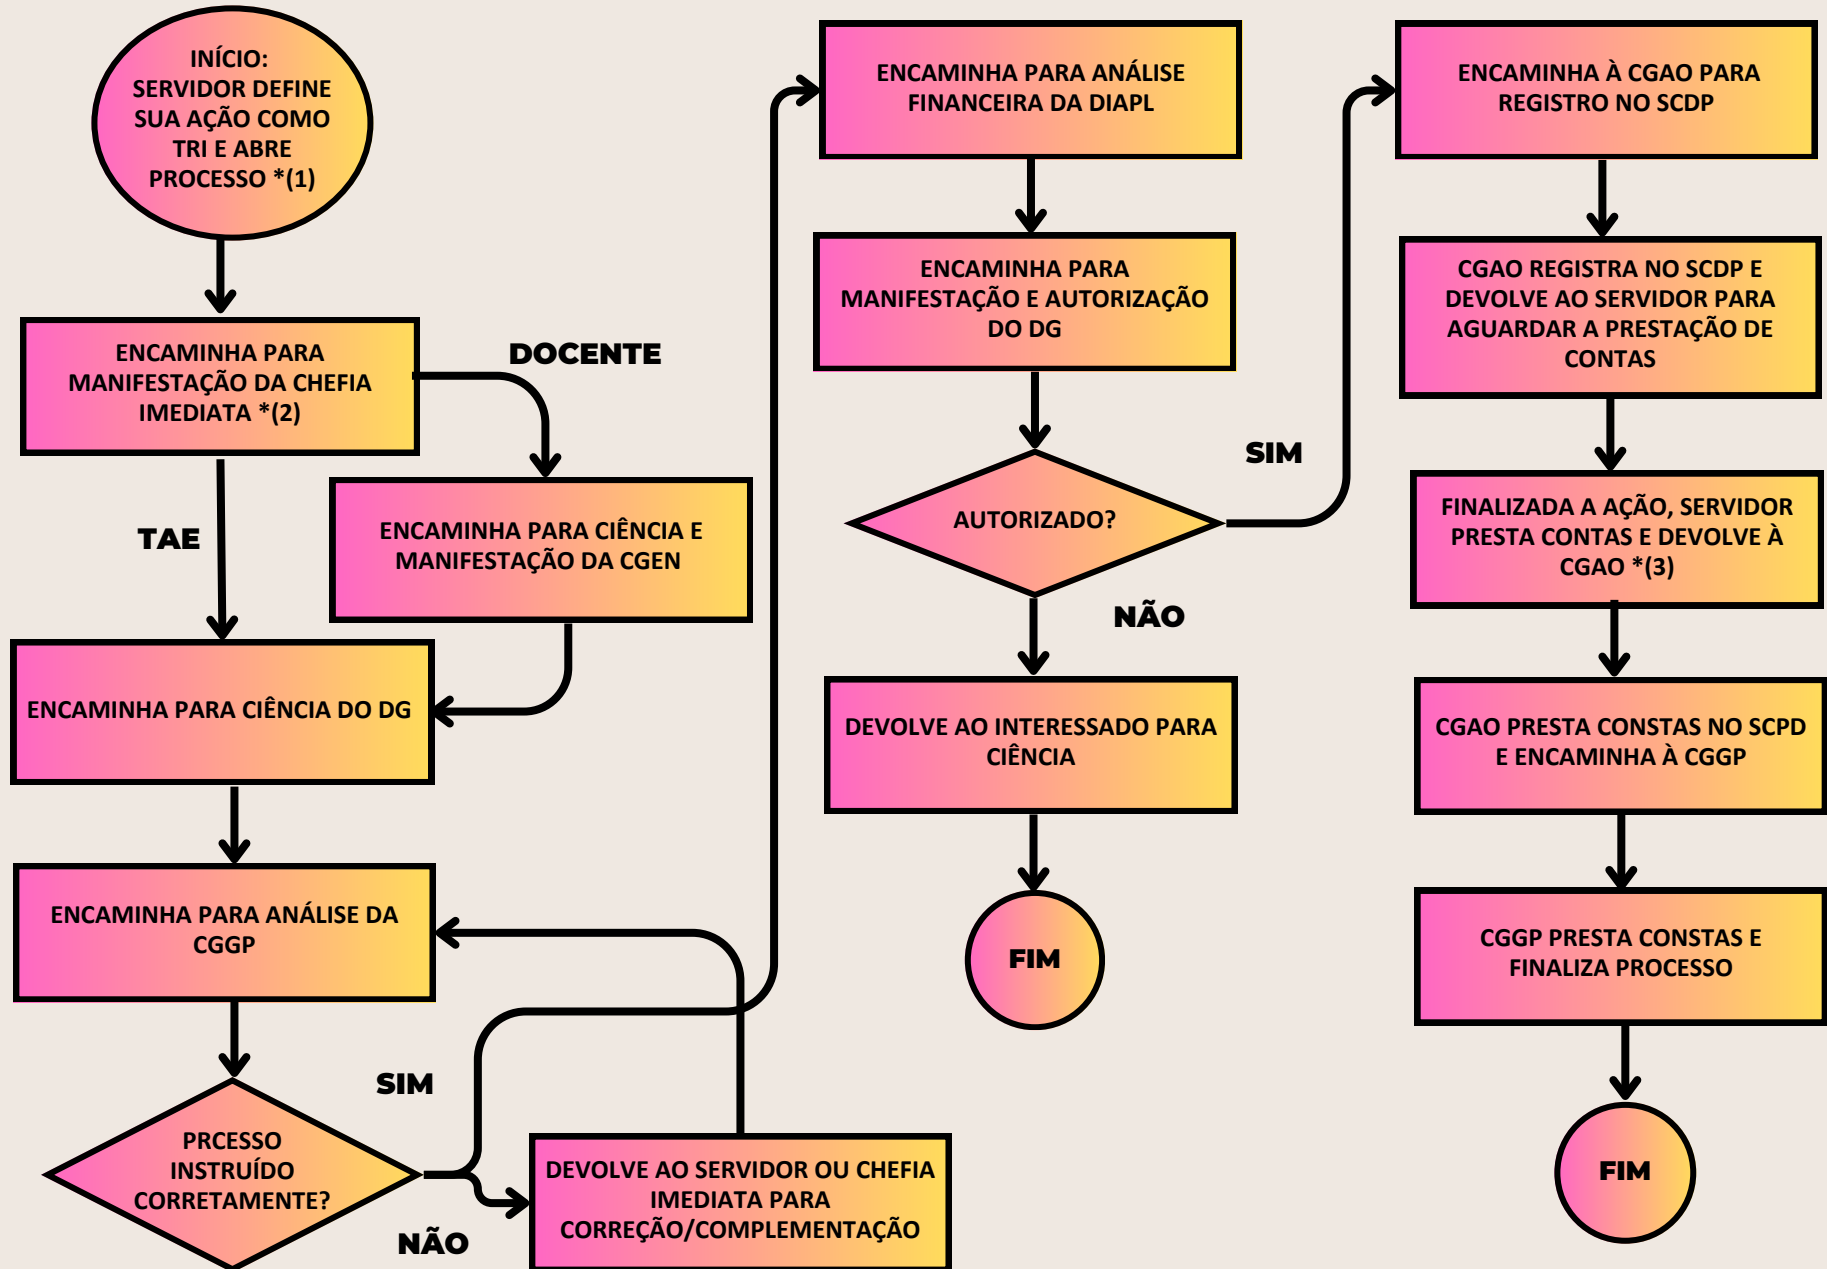 INÍCIO:
SERVIDOR DEFINE
SUA AÇÃO COMO
TRI E ABRE
PROCESSO *(1)
ENCAMINHA PARA
MANIFESTAÇÃO DA CHEFIA
IMEDIATA *(2)
DOCENTE
TAE
ENCAMINHA PARA CIÊNCIA E
MANIFESTAÇÃO DA CGEN
ENCAMINHA PARA CIÊNCIA DO DG
ENCAMINHA PARA ANÁLISE DA
CGGP
PRCESSO
INSTRUÍDO
CORRETAMENTE?
SIM
NÃO
DEVOLVE AO SERVIDOR OU CHEFIA
IMEDIATA PARA
CORREÇÃO/COMPLEMENTAÇÃO
ENCAMINHA PARA ANÁLISE
FINANCEIRA DA DIAPL
ENCAMINHA PARA
MANIFESTAÇÃO E AUTORIZAÇÃO
DO DG
AUTORIZADO?
SIM
NÃO
DEVOLVE AO INTERESSADO PARA
CIÊNCIA
FIM
ENCAMINHA À CGAO PARA
REGISTRO NO SCDP
CGAO REGISTRA NO SCDP E
DEVOLVE AO SERVIDOR PARA
AGUARDAR A PRESTAÇÃO DE
CONTAS
FINALIZADA A AÇÃO, SERVIDOR
PRESTA CONTAS E DEVOLVE À
CGAO *(3)
CGAO PRESTA CONSTAS NO SCPD
E ENCAMINHA À CGGP
CGGP PRESTA CONSTAS E
FINALIZA PROCESSO
FIM